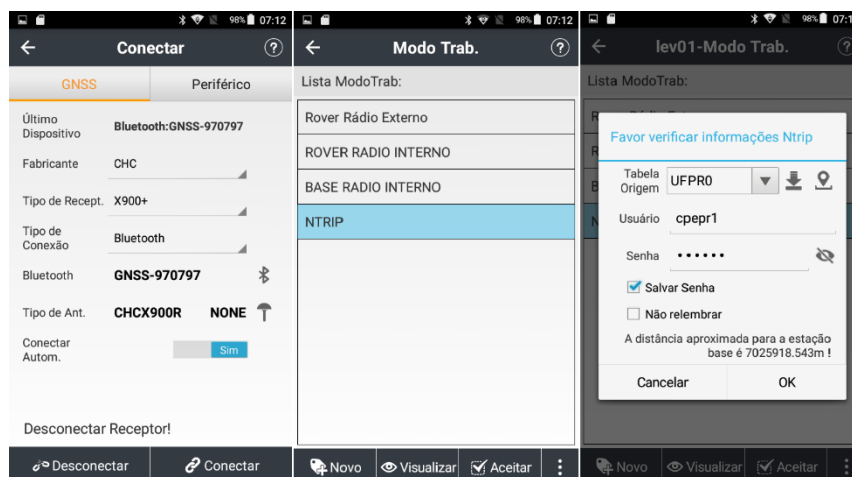 98% 07:12
Conectar ?
GNSS Periférico
Último Dispositivo Bluetooth:GNSS-970797
Fabricante CHC
Tipo de Recept. X900+
Tipo de Conexão Bluetooth
Bluetooth GNSS-970797
Tipo de Ant. CHCX900R NONE
Conectar Autom. Sim
Desconectar Receptor!
Desconectar Conectar
98% 07:12
Modo Trab. ?
Lista ModoTrab:
Rover Rádio Externo
ROVER RADIO INTERNO
BASE RADIO INTERNO
NTRIP
Novo Visualizar Aceitar
98% 07:1
lev01-Modo Trab. ?
Lista ModoTrab:
Favor verificar informações Ntrip
Tabela Origem UFPR0
Usuário cpepr1
Senha ••••••
Salvar Senha
Não relembrar
A distância aproximada para a estação
base é 7025918.543m !
Cancelar OK
Novo Visualizar Aceitar